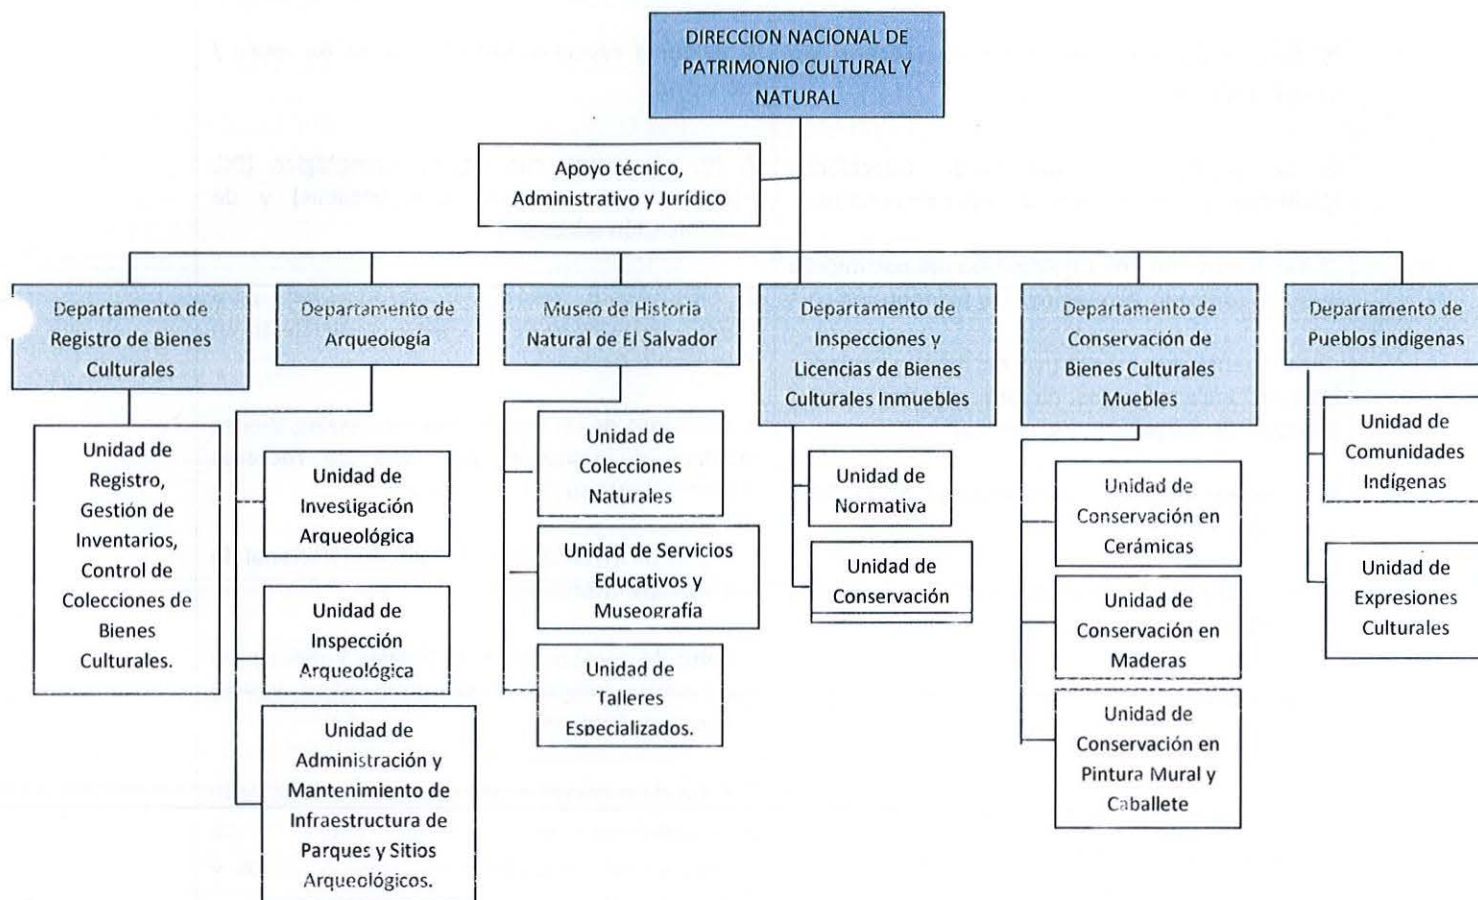 DIRECCION NACIONAL DE
PATRIMONIO CULTURAL Y
NATURAL
Apoyo técnico,
Administrativo y Jurídico
Departamento de
Registro de Bienes
Culturales
Departamento de
Arqueología
Museo de Historia
Natural de El Salvador
Departamento de
Inspecciones y
Licencias de Bienes
Culturales Inmuebles
Departamento de
Conservación de
Bienes Culturales
Muebles
Departamento de
Pueblos indígenas
Unidad de
Registro,
Gestión de
Inventarios,
Control de
Colecciones de
Bienes
Culturales.
Unidad de
Investigación
Arqueológica
Unidad de
Inspección
Arqueológica
Unidad de
Administración y
Mantenimiento de
Infraestructura de
Parques y Sitios
Arqueológicos.
Unidad de
Colecciones
Naturales
Unidad de Servicios
Educativos y
Museografía
Unidad de
Talleres
Especializados.
Unidad de
Normativa
Unidad de
Conservación
Unidad de
Conservación en
Cerámicas
Unidad de
Conservación en
Maderas
Unidad de
Conservación en
Pintura Mural y
Caballete
Unidad de
Comunidades
Indígenas
Unidad de
Expresiones
Culturales